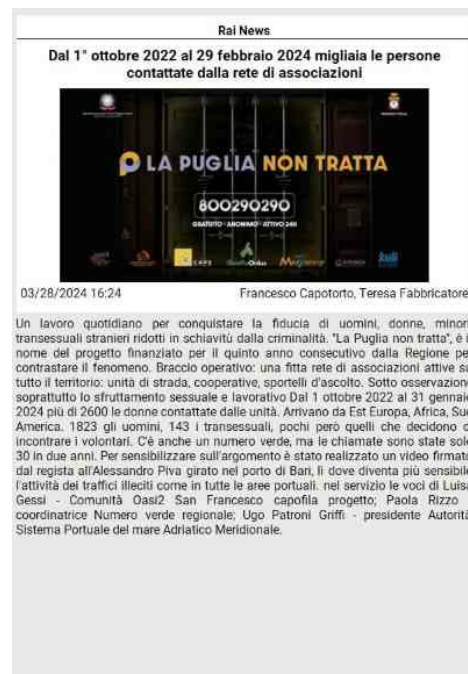 Rai News
Dal 1° ottobre 2022 al 29 febbraio 2024 migliaia le persone
contattate dalla rete di associazioni
LA PUGLIA NON TRATTA
800290290
GRATUITO - ANONIMO - ATTIVO 24H
CAPS
03/28/2024 16:24
Francesco Capotorto, Teresa Fabbricatore
Un lavoro quotidiano per conquistare la fiducia di uomini, donne, minori
transessuali stranieri ridotti in schiavitù dalla criminalità. "La Puglia non tratta", è i
nome del progetto finanziato per il quinto anno consecutivo dalla Regione pe
contrastare il fenomeno. Braccio operativo: una fitta rete di associazioni attive su
tutto il territorio: unità di strada, cooperative, sportelli d'ascolto. Sotto osservazion
soprattutto lo sfruttamento sessuale e lavorativo Dal 1 ottobre 2022 al 31 gennaio
2024 più di 2600 le donne contattate dalle unità. Arrivano da Est Europa, Africa, Sud
America. 1823 gli uomini, 143 i transessuali, pochi però quelli che decidono d
incontrare i volontari. C'è anche un numero verde, ma le chiamate sono state solo
30 in due anni. Per sensibilizzare sull'argomento è stato realizzato un video firmato
dal regista all'Alessandro Piva girato nel porto di Bari, lì dove diventa più sensibile
l'attività dei traffici illeciti come in tutte le aree portuali. nel servizio le voci di Luisa
Gessi - Comunità Oasi2 San Francesco capofila progetto; Paola Rizzo
coordinatrice Numero verde regionale; Ugo Patroni Griffi - presidente Autorità
Sistema Portuale del mare Adriatico Meridionale.